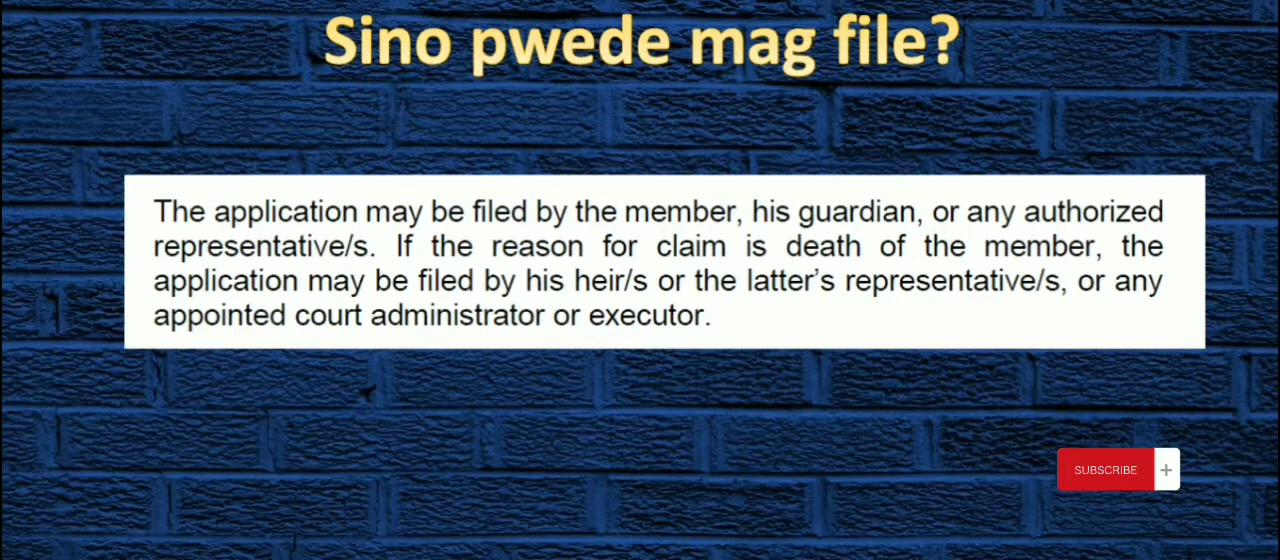 Sino pwede mag file?
The application may be filed by the member, his guardian, or any authorized
representative/s. If the reason for claim is death of the member, the
application may be filed by his heir/s or the latter's representative/s, or any
appointed court administrator or executor.
SUBSCRIBE +